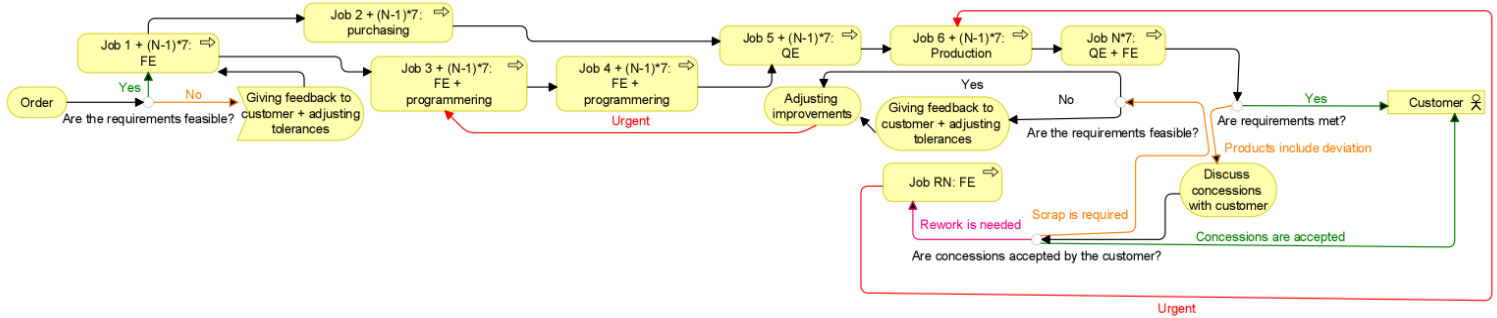 Job 2 + (N-1)*7:
purchasing
Job 1 + (N-1)*7:
FE
Job 5 + (N-1)*7:
QE
Job 6 + (N-1)*7:
Production
Job N*7:
QE + FE
Job 3 + (N-1)*7:
FE +
programmering
Job 4 + (N-1)*7:
FE +
programmering
Yes
No
Order
Are the requirements feasible?
Giving feedback to
customer + adjusting
tolerances
Urgent
Adjusting
improvements
Yes
No
Giving feedback to
customer + adjusting
tolerances
Are the requirements feasible?
Yes
Customer
Are requirements met?
Products include deviation
Discuss
concessions
with customer
Job RN: FE
Rework is needed
Scrap is required
Concessions are accepted
Are concessions accepted by the customer?
Urgent